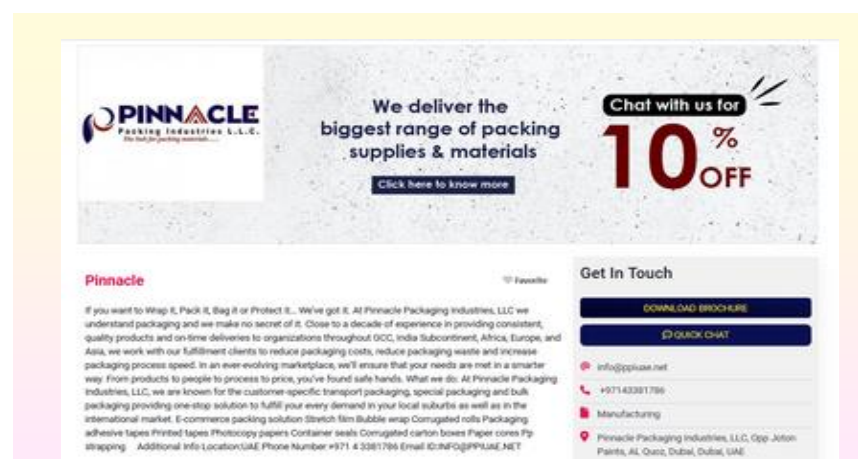 PINNACLE
Packing Industries L.L.C.
The hub for packing materials......
We deliver the
biggest range of packing
supplies & materials
Click here to know more
Chat with us for
10% OFF
Pinnacle
Favorite
If you want to Wrap it, Pack it, Bag it or Protect it... We've got it. At Pinnacle Packaging Industries, LLC we
understand packaging and we make no secret of it. Close to a decade of experience in providing consistent,
quality products and on-time deliveries to organizations throughout GCC, India Subcontinent, Africa, Europe, and
Asia, we work with our fulfillment clients to reduce packaging costs, reduce packaging waste and increase
packaging process speed. In an ever-evolving marketplace, we'll ensure that your needs are met in a smarter
way. From products to people to process to price, you've found safe hands. What we do: At Pinnacle Packaging
Industries, LLC, we are known for the customer-specific transport packaging, special packaging and bulk
packaging providing one-stop solution to fulfill your every demand in your local suburbs as well as in the
international market. E-commerce packing solution Stretch film Bubble wrap Corrugated rolls Packaging
adhesive tapes Printed tapes Photocopy papers Container seals Corrugated carton boxes Paper cores Pp
strapping Additional Info Location:UAE Phone Number +971 4 3381786 Email ID:INFO@PPIUAE.NET
Get In Touch
DOWNLOAD BROCHURE
QUICK CHAT
info@ppiuae.net
+97143381786
Manufacturing
Pinnacle Packaging Industries, LLC, Opp Joton
Paints, AL Quoz, Dubai, Dubai, UAE